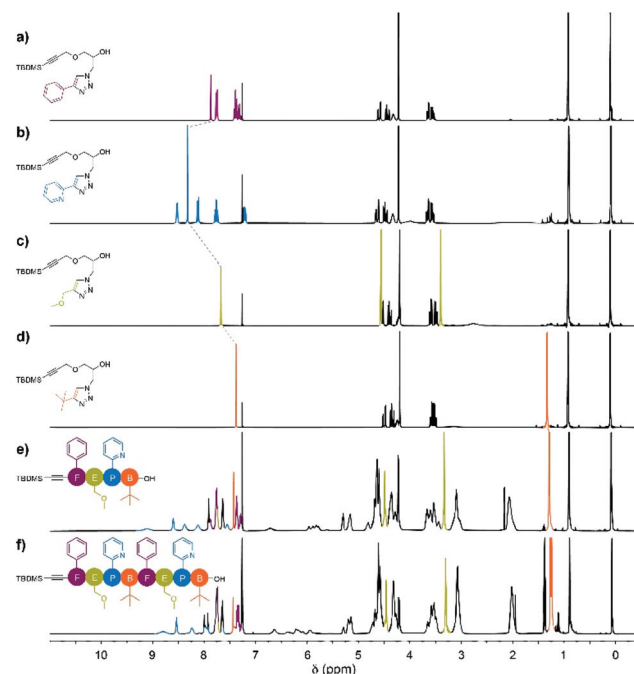 a)
OH
O
TBDMS
N
N
N
b)
OH
O
TBDMS
N
N
N
N
c)
OH
O
TBDMS
N
N
N
O
d)
OH
O
TBDMS
N
N
N
e)
N
TBDMS F E P B OH
O
f)
N N
TBDMS F E P B F E P B OH
O O
10 9 8 7 6 5 4 3 2 1 0
δ (ppm)